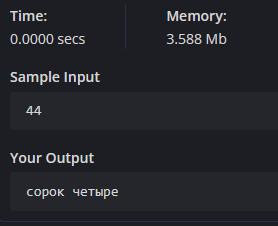 Time: Memory:
0.0000 secs 3.588 Mb
Sample Input
44
Your Output
сорок четыре